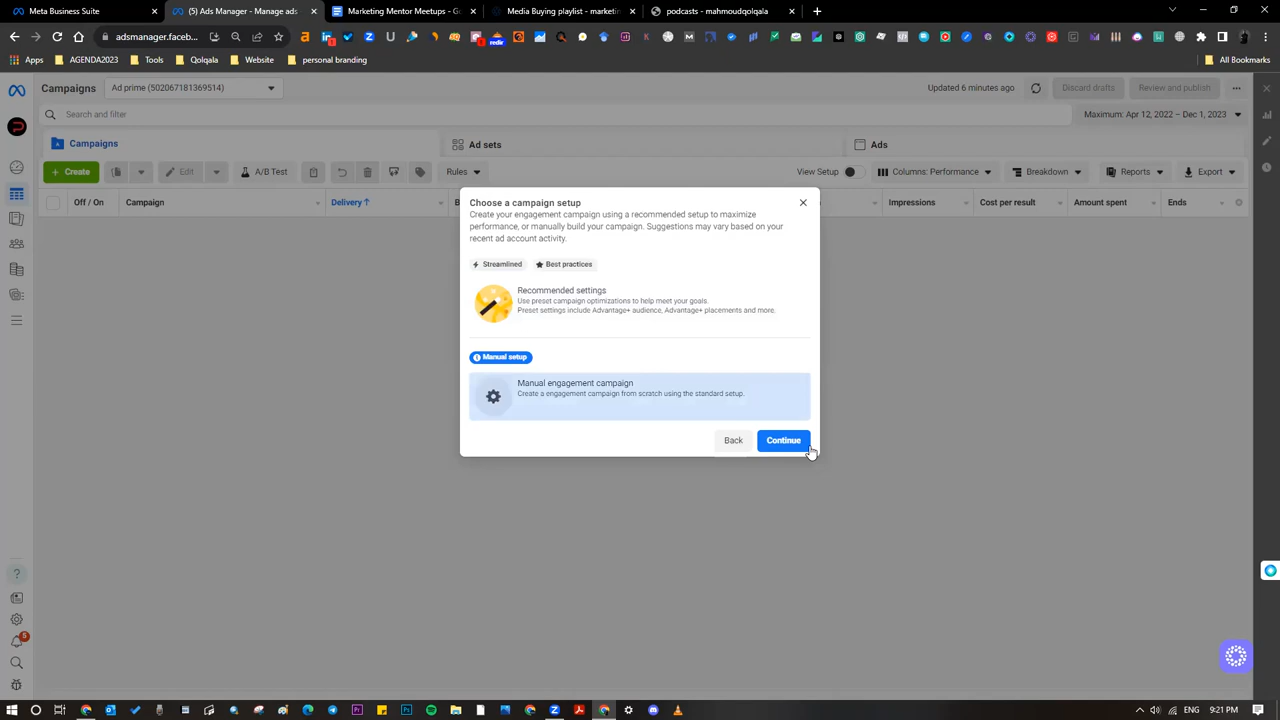 Meta Business Suite
(5) Ads Manager - Manage ads
Marketing Mentor Meetups - Go
Media Buying playlist - marketin
podcasts - mahmoudqolqala
adsmanager.faceb...
redir
Apps
AGENDA2023
Tools
Qolqala
Website
personal branding
All Bookmarks
Campaigns
Ad prime (502067181369514)
Updated 6 minutes ago
Discard drafts
Review and publish
Search and filter
Maximum: Apr 12, 2022 – Dec 1, 2023
Campaigns
Ad sets
Ads
+ Create
Edit
A/B Test
Rules
View Setup
Columns: Performance
Breakdown
Reports
Export
Off / On
Campaign
Delivery ↑
Impressions
Cost per result
Amount spent
Ends
Choose a campaign setup
Create your engagement campaign using a recommended setup to maximize
performance, or manually build your campaign. Suggestions may vary based on your
recent ad account activity.
Streamlined
Best practices
Recommended settings
Use preset campaign optimizations to help meet your goals.
Preset settings include Advantage+ audience, Advantage+ placements and more.
Manual setup
Manual engagement campaign
Create a engagement campaign from scratch using the standard setup.
Back
Continue
5
ENG
9:21 PM